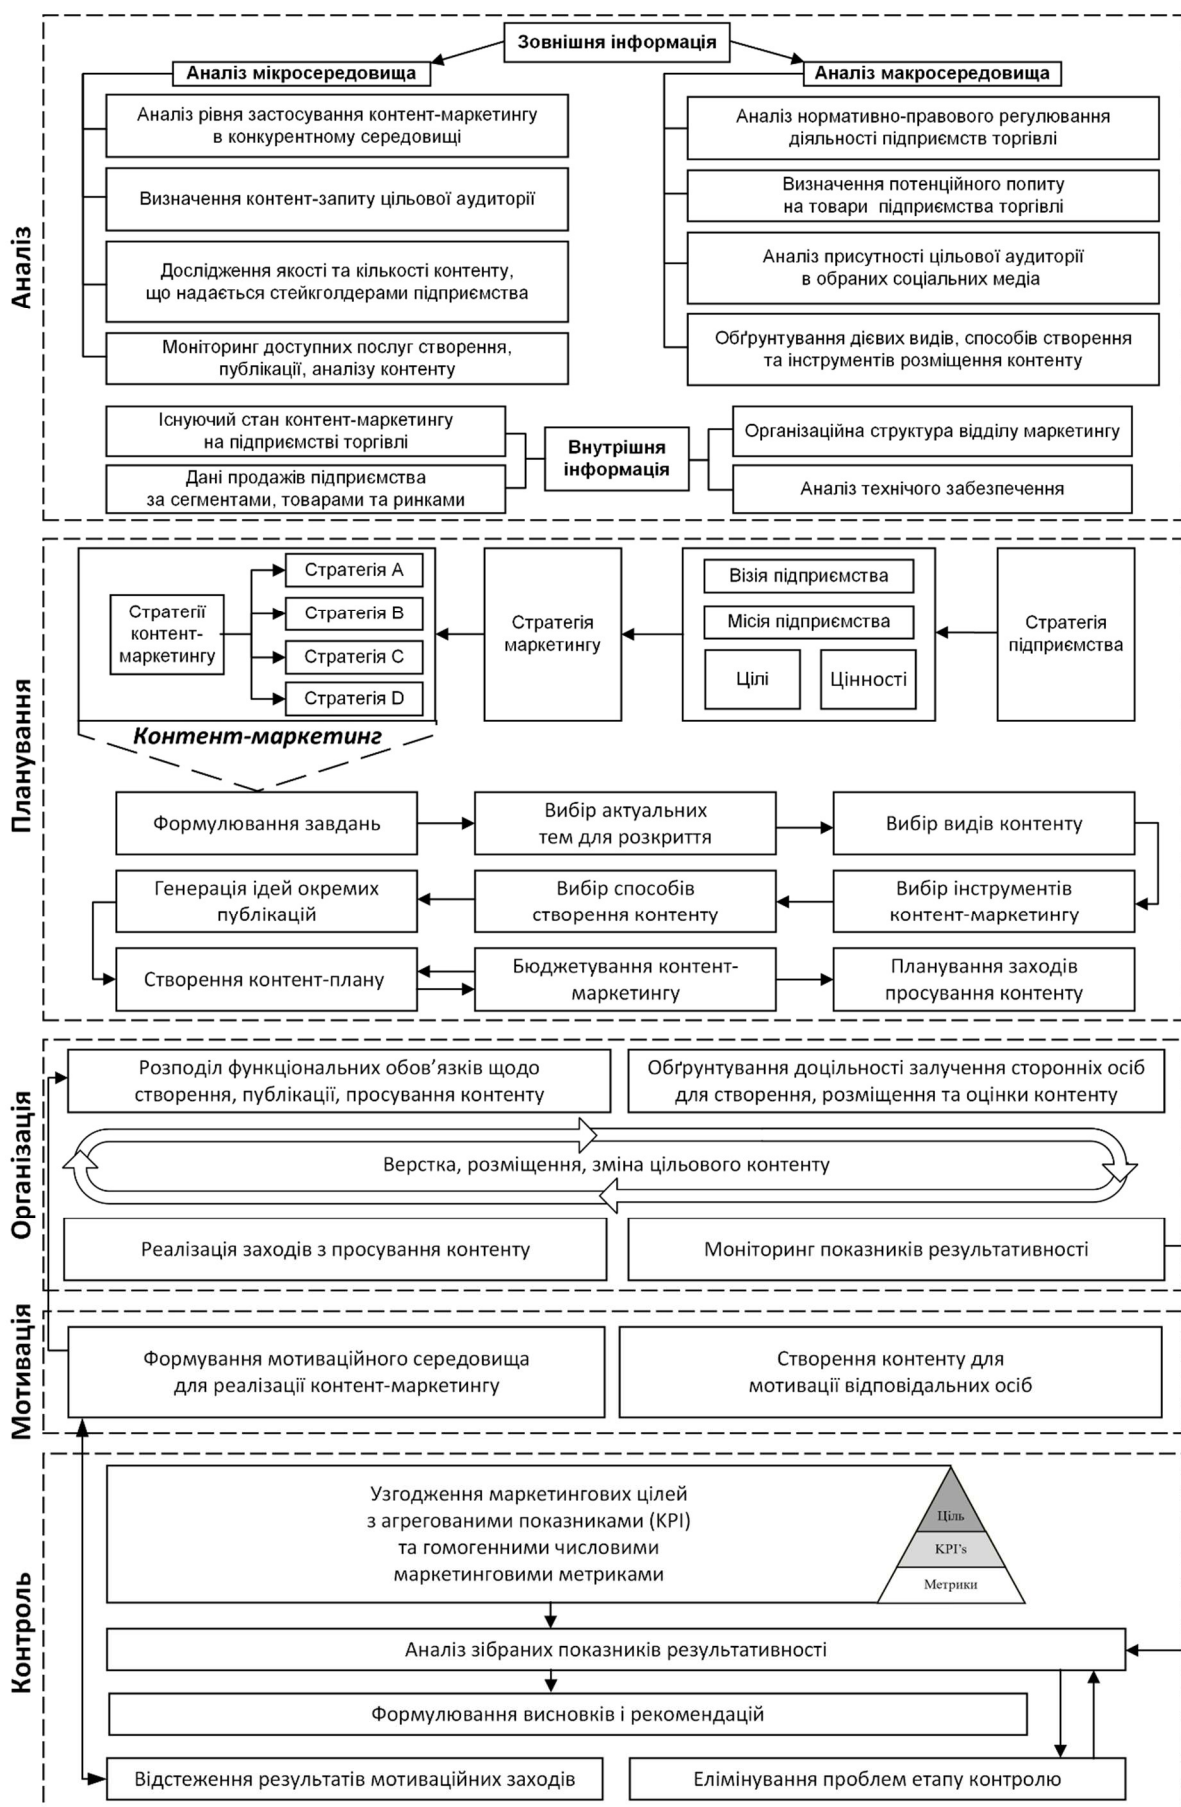 Аналіз
Зовнішня інформація
Аналіз мікросередовища
Аналіз рівня застосування контент-маркетингу
в конкурентному середовищі
Визначення контент-запиту цільової аудиторії
Дослідження якості та кількості контенту,
що надається стейкголдерами підприємства
Моніторинг доступних послуг створення,
публікації, аналізу контенту
Аналіз макросередовища
Аналіз нормативно-правового регулювання
діяльності підприємств торгівлі
Визначення потенційного попиту
на товари підприємства торгівлі
Аналіз присутності цільової аудиторії
в обраних соціальних медіа
Обґрунтування дієвих видів, способів створення
та інструментів розміщення контенту
Існуючий стан контент-маркетингу
на підприємстві торгівлі
Дані продажів підприємства
за сегментами, товарами та ринками
Внутрішня
інформація
Організаційна структура відділу маркетингу
Аналіз технічого забезпечення
Планування
Стратегії
контент-
маркетингу
Стратегія А
Стратегія В
Стратегія С
Стратегія D
Стратегія
маркетингу
Візія підприємства
Місія підприємства
Цілі
Цінності
Стратегія
підприємства
Контент-маркетинг
Формулювання завдань
Вибір актуальних
тем для розкриття
Вибір видів контенту
Генерація ідей окремих
публікацій
Вибір способів
створення контенту
Вибір інструментів
контент-маркетингу
Створення контент-плану
Бюджетування контент-
маркетингу
Планування заходів
просування контенту
Організація
Розподіл функціональних обов’язків щодо
створення, публікації, просування контенту
Обґрунтування доцільності залучення сторонніх осіб
для створення, розміщення та оцінки контенту
Верстка, розміщення, зміна цільового контенту
Реалізація заходів з просування контенту
Моніторинг показників результативності
Мотивація
Формування мотиваційного середовища
для реалізації контент-маркетингу
Створення контенту для
мотивації відповідальних осіб
Контроль
Узгодження маркетингових цілей
з агрегованими показниками (KPI)
та гомогенними числовими
маркетинговими метриками
Ціль
KPI's
Метрики
Аналіз зібраних показників результативності
Формулювання висновків і рекомендацій
Відстеження результатів мотиваційних заходів
Елімінування проблем етапу контролю